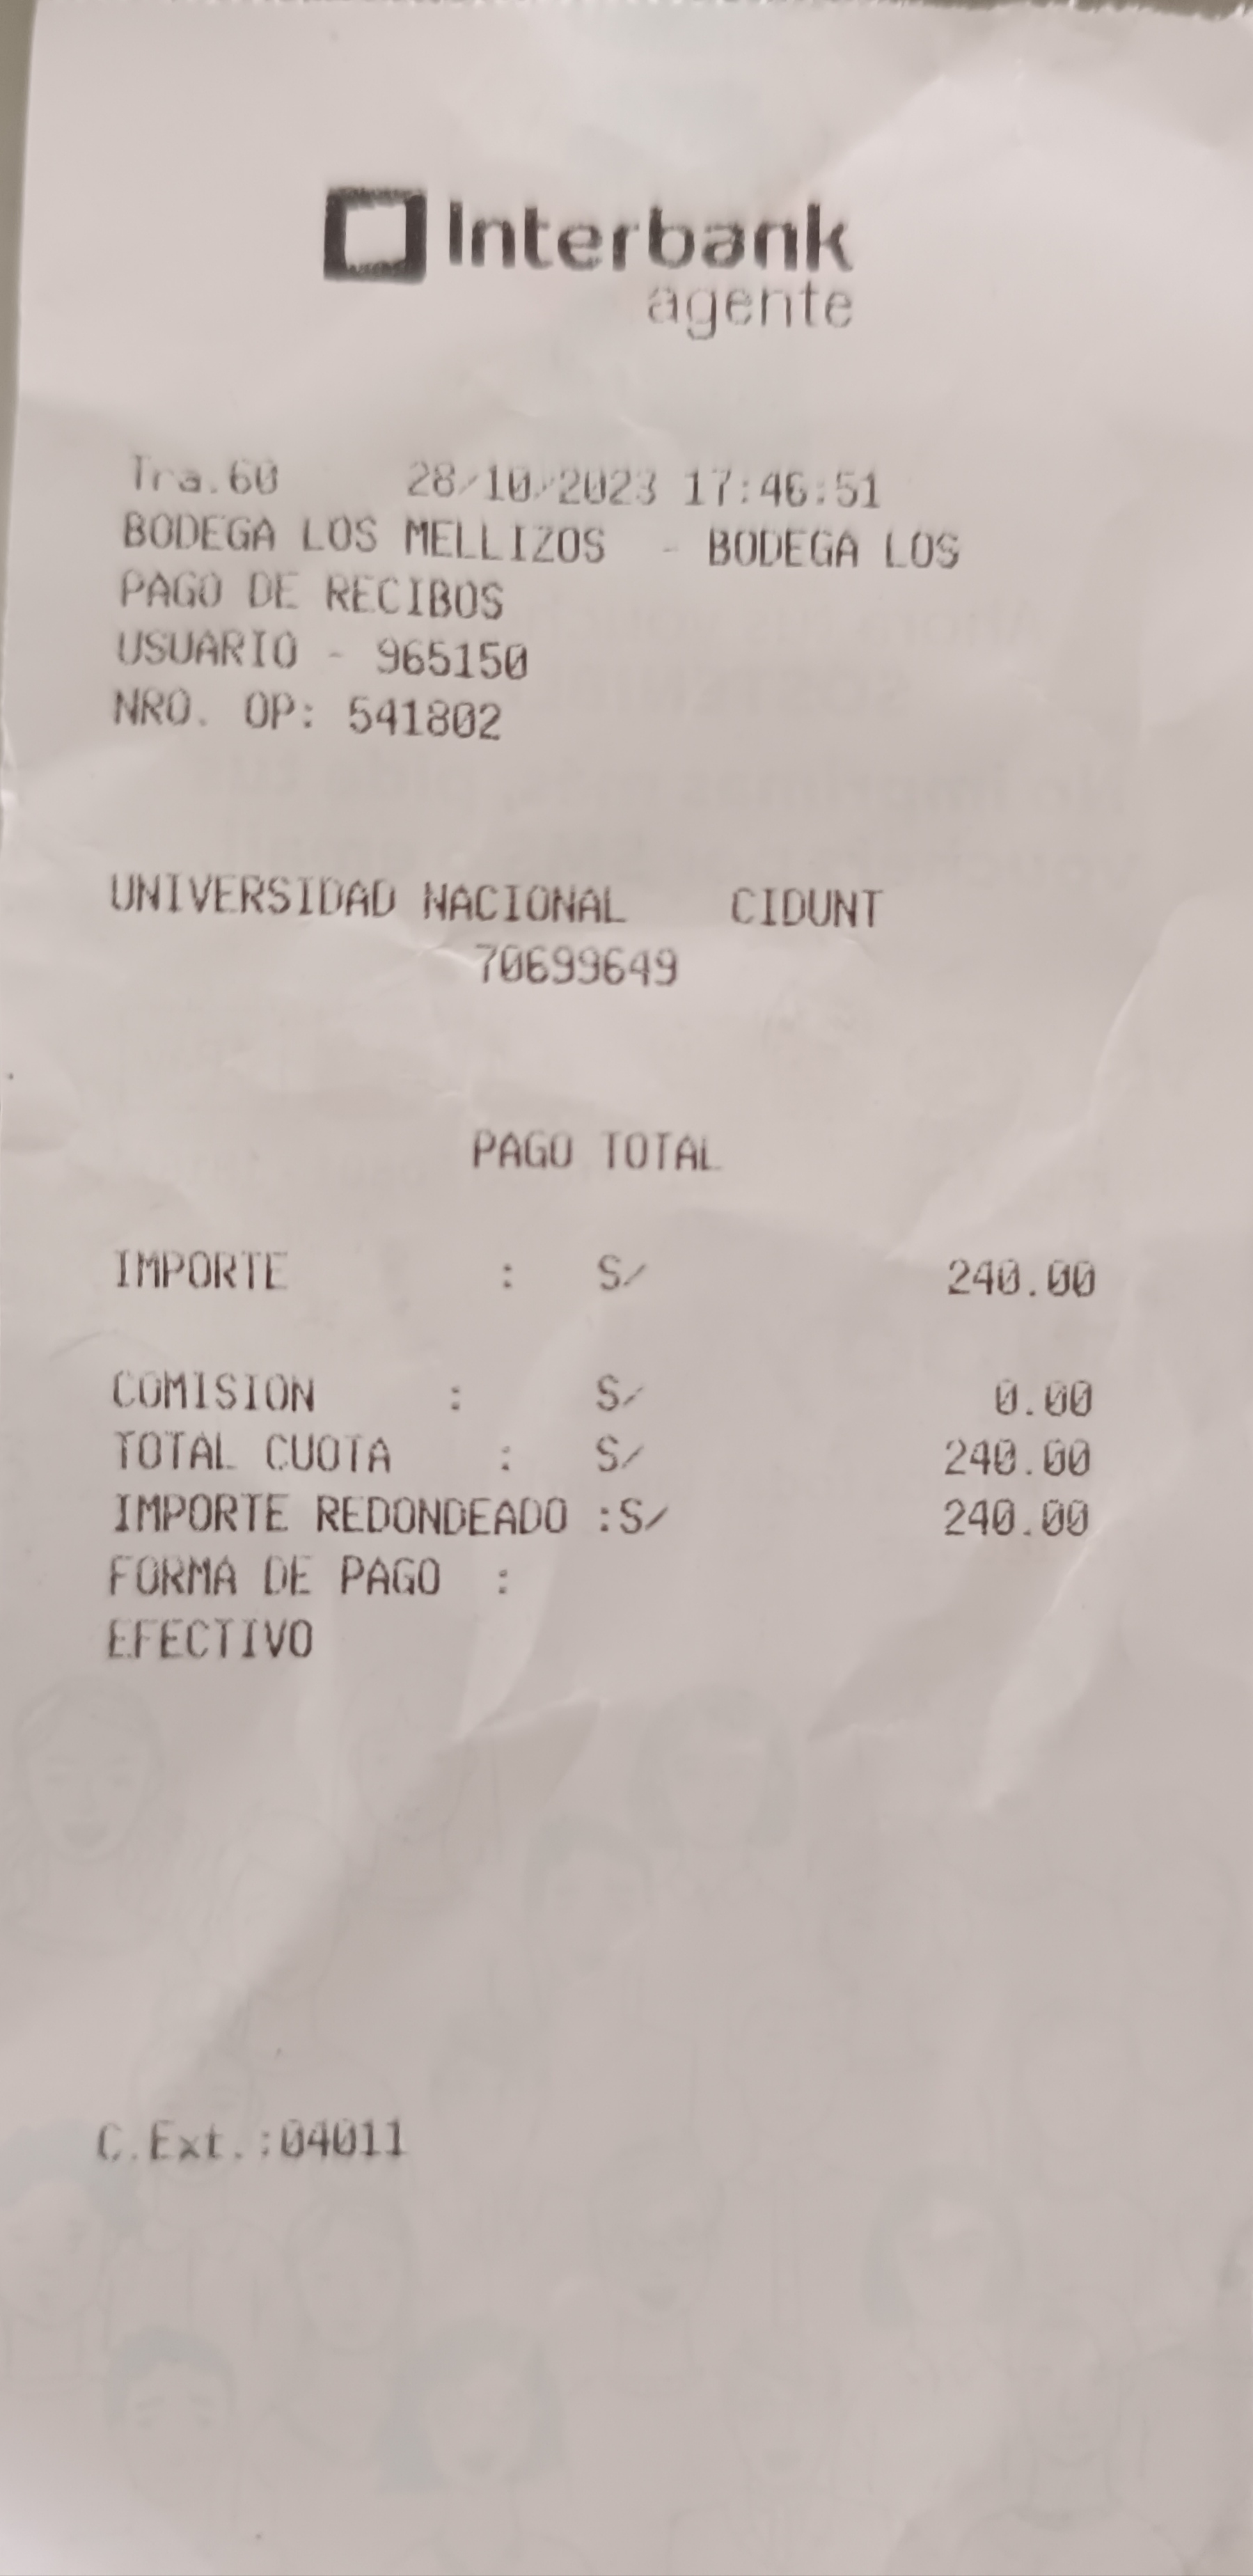 Interbank
agente
Tra.60 28/10/2023 17:46:51
BODEGA LOS MELLIZOS - BODEGA LOS
PAGO DE RECIBOS
USUARIO - 965150
NRO. OP: 541802
UNIVERSIDAD NACIONAL CIDUNT
70699649
PAGO TOTAL
IMPORTE : S/ 240.00
COMISION : S/ 0.00
TOTAL CUOTA : S/ 240.00
IMPORTE REDONDEADO :S/ 240.00
FORMA DE PAGO :
EFECTIVO
C.Ext.:04011